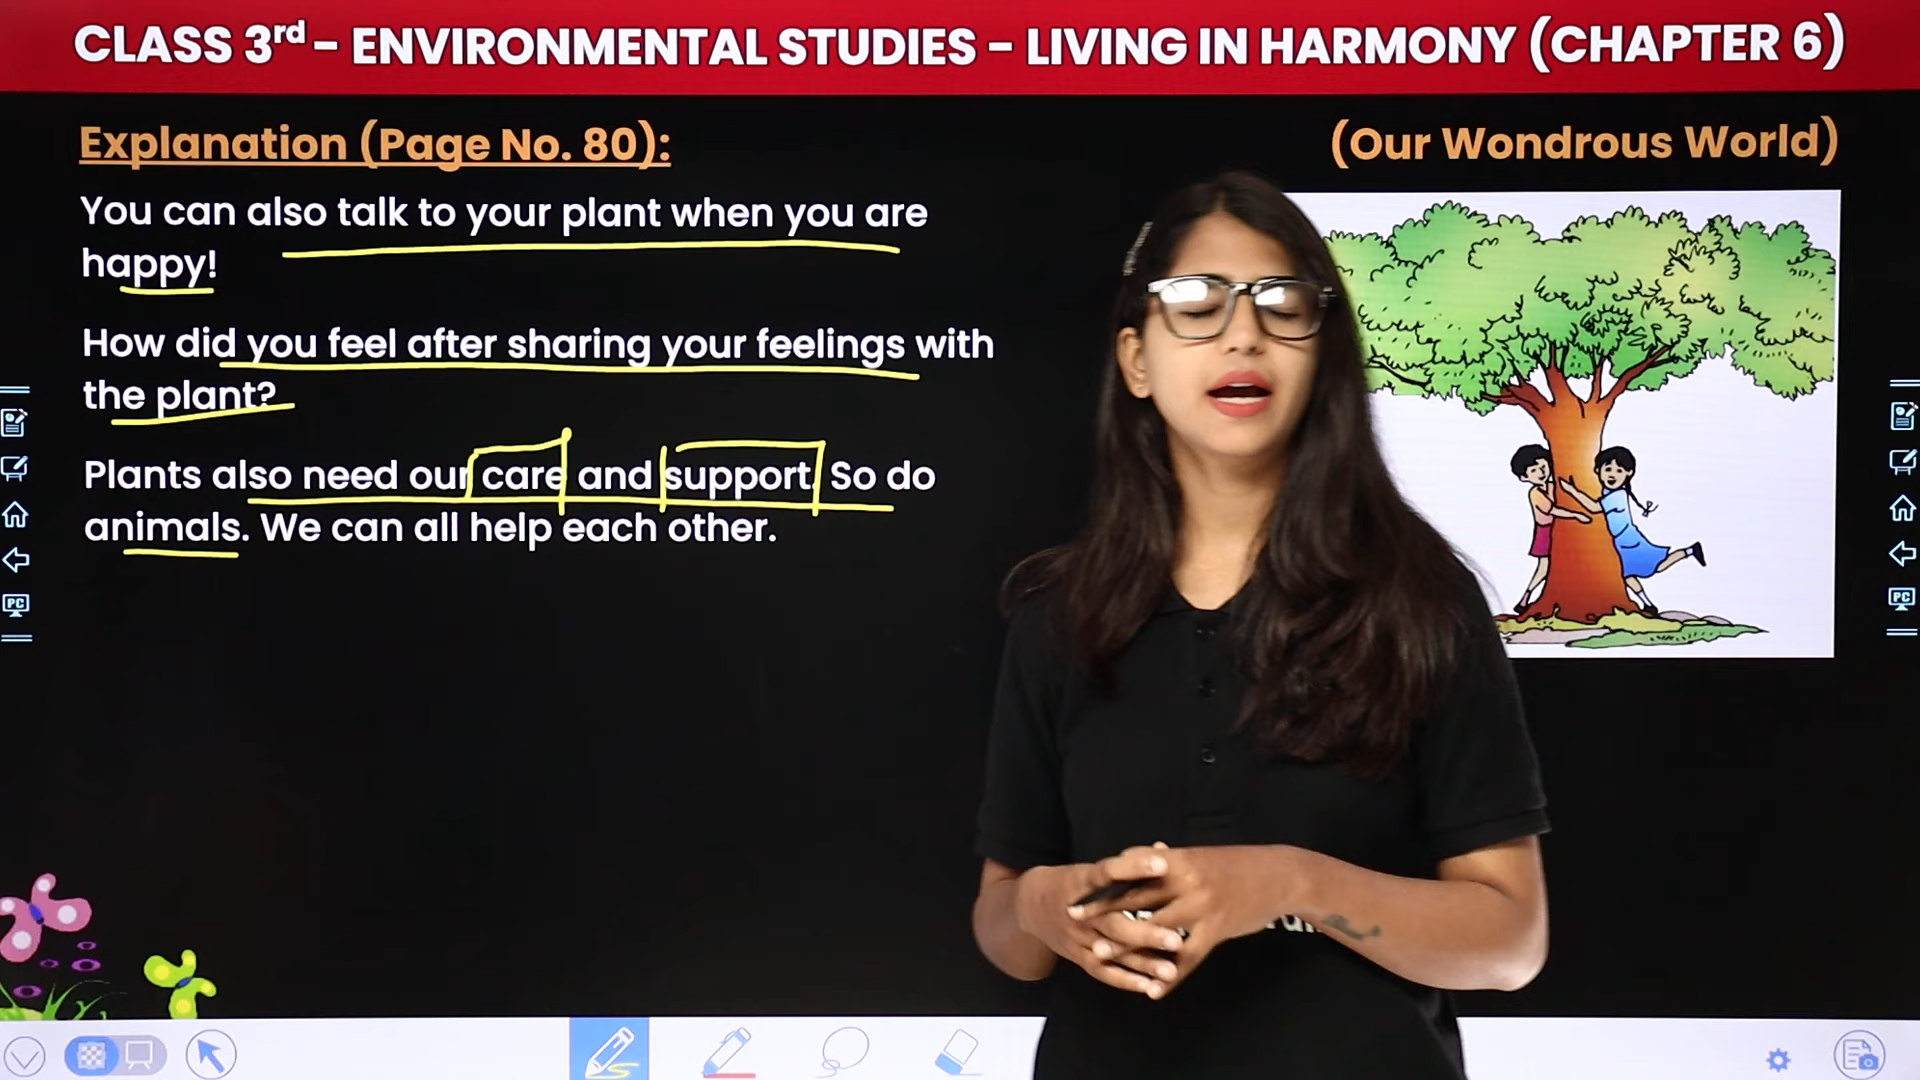 CLASS 3rd – ENVIRONMENTAL STUDIES – LIVING IN HARMONY (CHAPTER 6)
Explanation (Page No. 80):
(Our Wondrous World)
You can also talk to your plant when you are
happy!
How did you feel after sharing your feelings with
the plant?
Plants also need our care and support. So do
animals. We can all help each other.
PC
PC